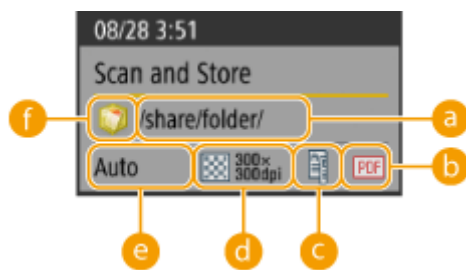 08/28 3:51
Scan and Store
/share/folder/
f
a
Auto
300×
300dpi
PDF
b
e
d
c